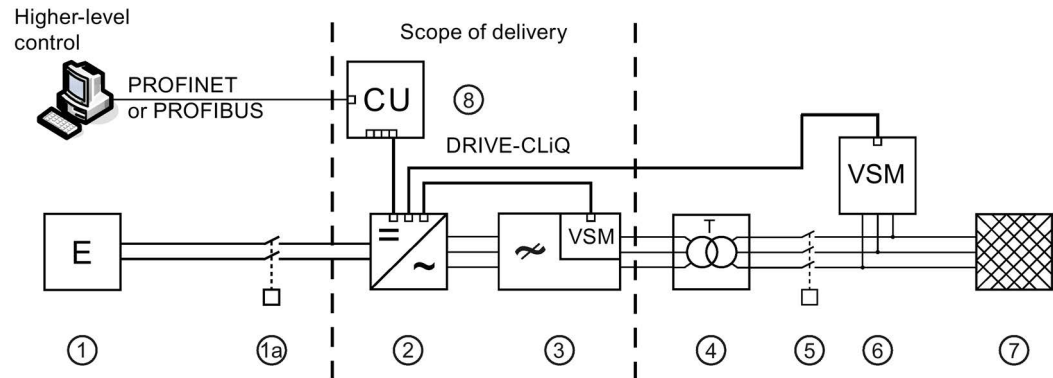 Higher-level
control
Scope of delivery
PROFINET
or PROFIBUS
CU
8
DRIVE-CLiQ
VSM
E
=
~
VSM
T
1
1a
2
3
4
5
6
7